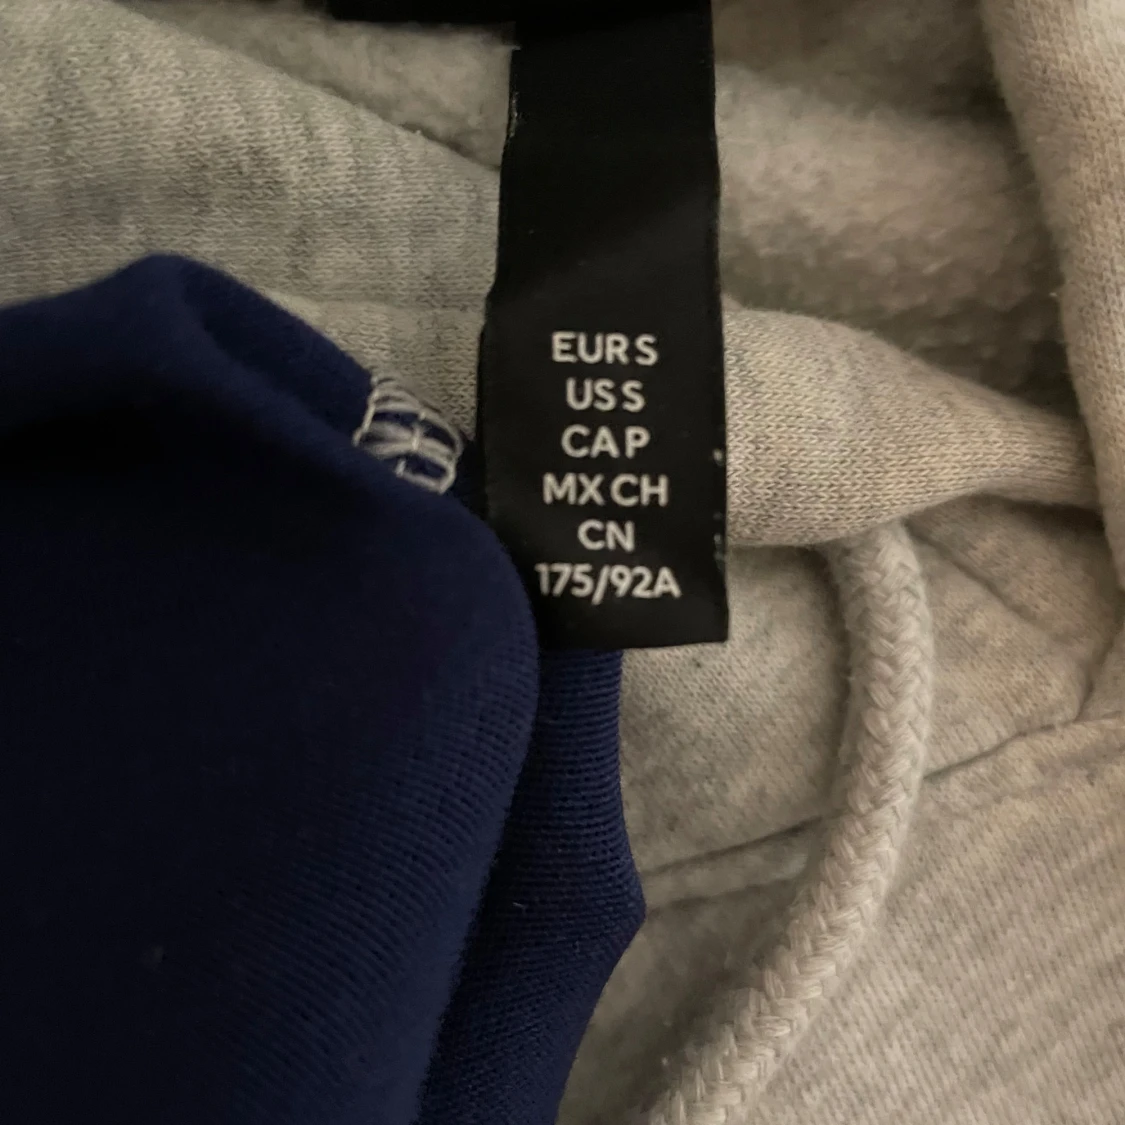 EUR S
US S
CA P
MX CH
CN
175/92A